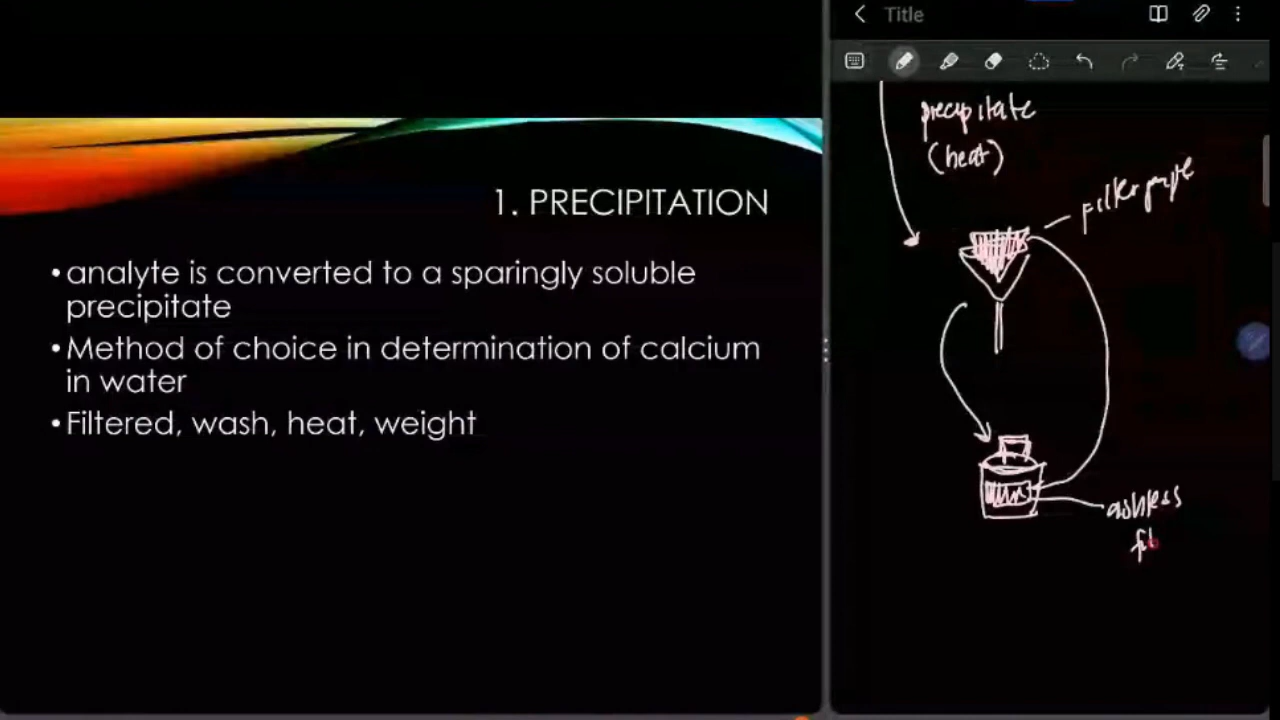 1. PRECIPITATION
• analyte is converted to a sparingly soluble
precipitate
• Method of choice in determination of calcium
in water
• Filtered, wash, heat, weight
Title
precipitate
(heat)
Filter
ashless